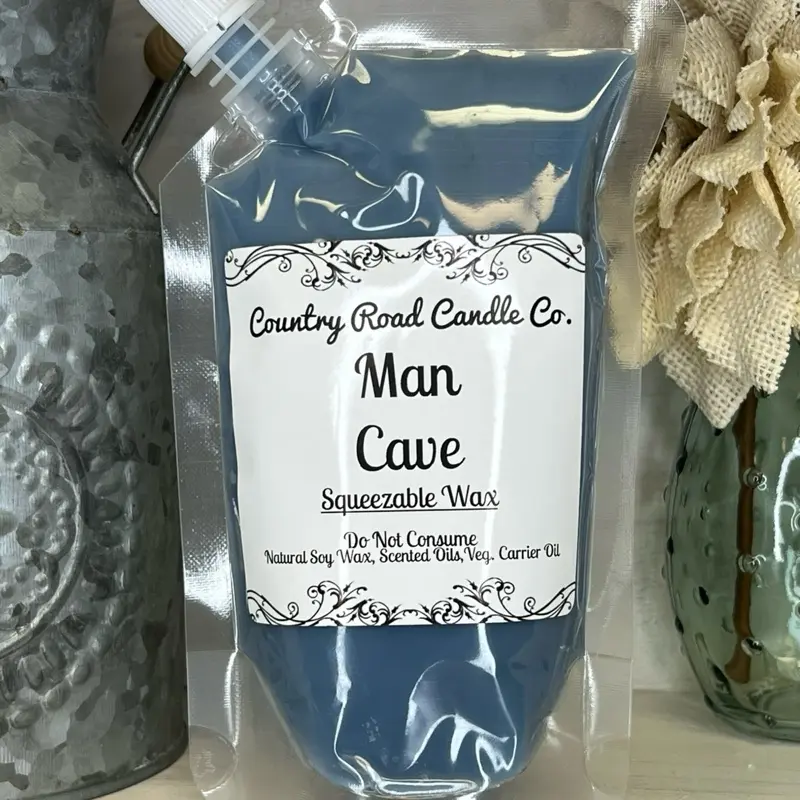 Country Road Candle Co.
Man
Cave
Squeezable Wax
Do Not Consume
Natural Soy Wax, Scented Oils, Veg. Carrier Oil